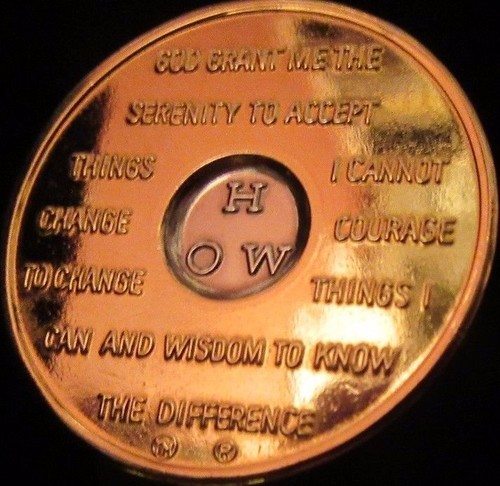 GOD GRANT ME THE
SERENITY TO ACCEPT
THINGS I CANNOT
H
CHANGE COURAGE
O W
TO CHANGE THINGS I
CAN AND WISDOM TO KNOW
THE DIFFERENCE
M R